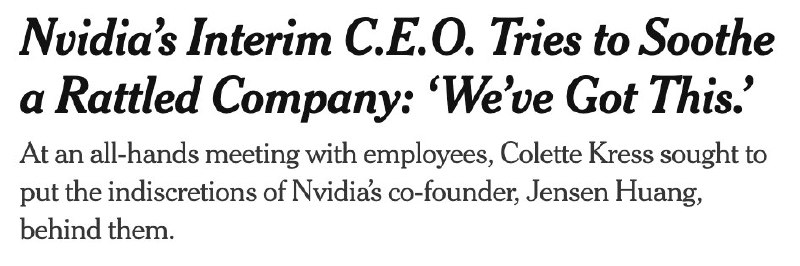 Nvidia’s Interim C.E.O. Tries to Soothe
a Rattled Company: ‘We’ve Got This.’
At an all-hands meeting with employees, Colette Kress sought to
put the indiscretions of Nvidia’s co-founder, Jensen Huang,
behind them.